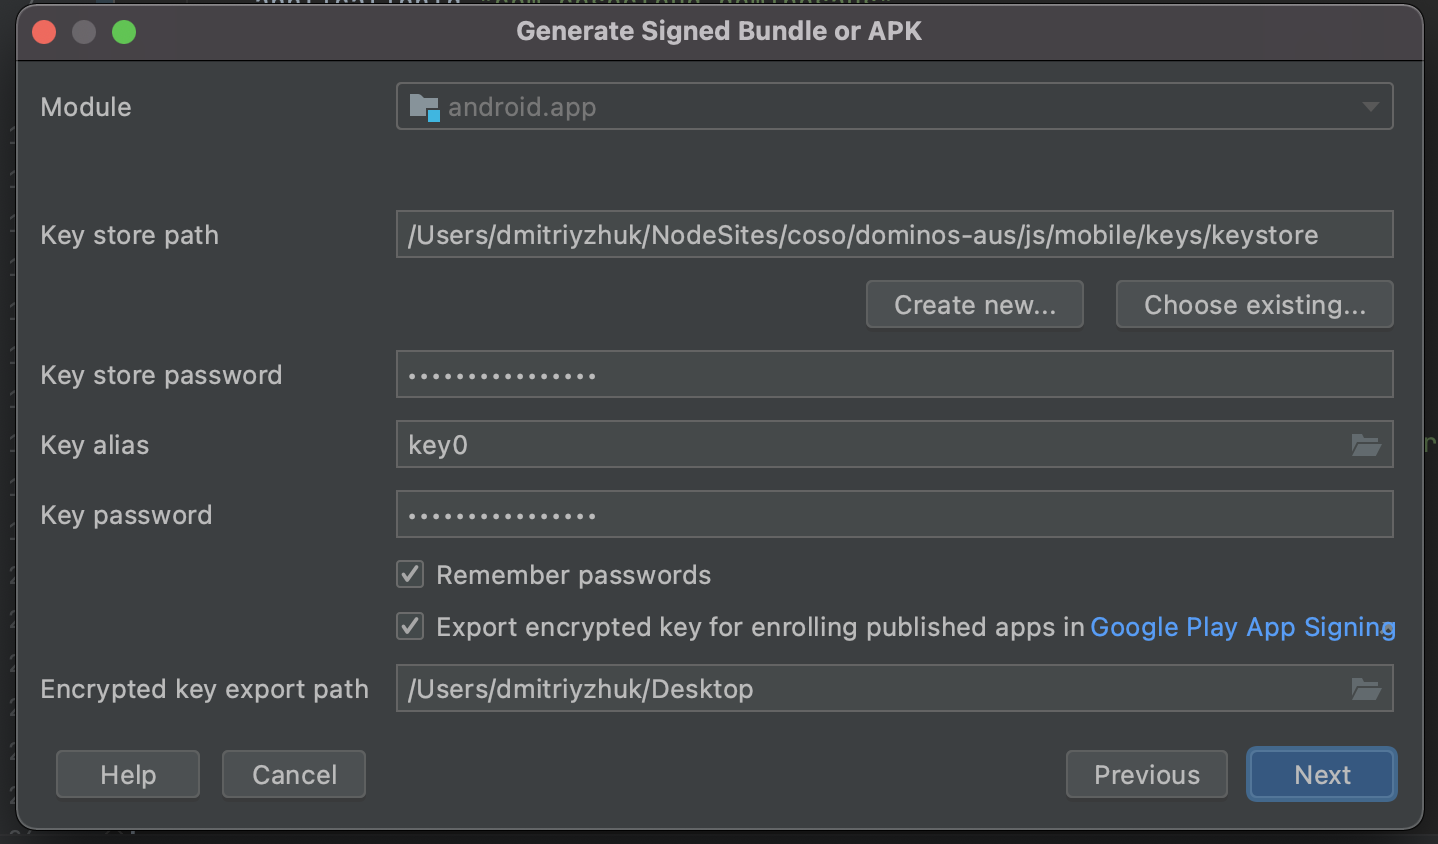 Generate Signed Bundle or APK
Module
android.app
Key store path
/Users/dmitriyzhuk/NodeSites/coso/dominos-aus/js/mobile/keys/keystore
Create new...
Choose existing...
Key store password
••••••••••••••••
Key alias
key0
Key password
••••••••••••••••
Remember passwords
Export encrypted key for enrolling published apps in Google Play App Signing
Encrypted key export path
/Users/dmitriyzhuk/Desktop
Help
Cancel
Previous
Next